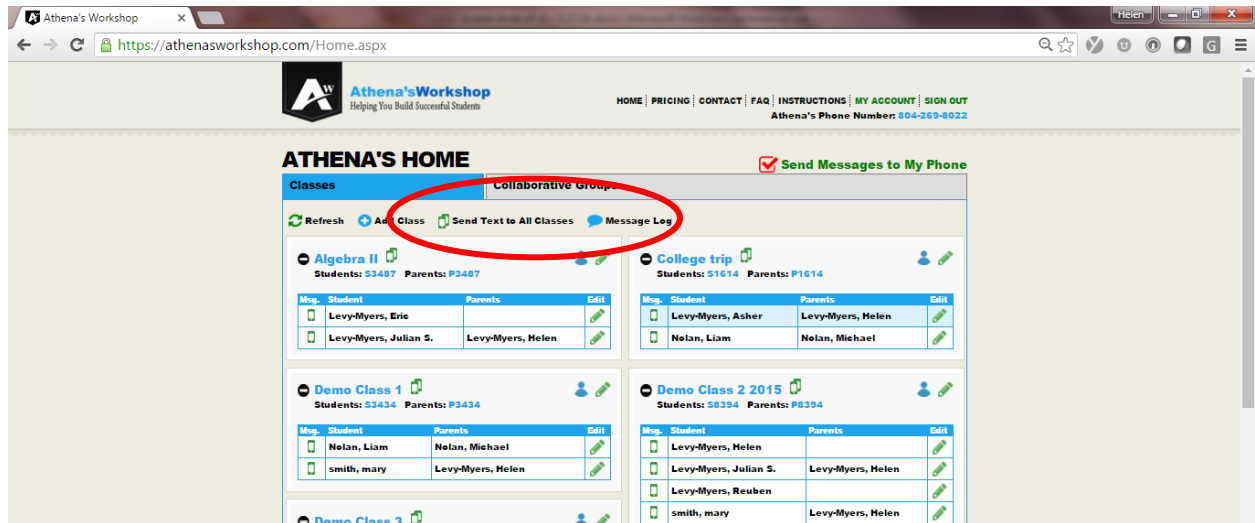 Athena's Workshop
Helen
https://athenasworkshop.com/Home.aspx
Athena'sWorkshop
Helping You Build Successful Students
HOME PRICING CONTACT FAQ INSTRUCTIONS MY ACCOUNT SIGN OUT
Athena's Phone Number: 804-269-8022
ATHENA'S HOME
Send Messages to My Phone
Classes
Collaborative Groups
Refresh Add Class Send Text to All Classes Message Log
Algebra II
Students: S3487 Parents: P3487
Msg. Student Parents Edit
Levy-Myers, Eric
Levy-Myers, Julian S. Levy-Myers, Helen
College trip
Students: S1614 Parents: P1614
Msg. Student Parents Edit
Levy-Myers, Asher Levy-Myers, Helen
Nolan, Liam Nolan, Michael
Demo Class 1
Students: S3434 Parents: P3434
Msg. Student Parents Edit
Nolan, Liam Nolan, Michael
smith, mary Levy-Myers, Helen
Demo Class 2 2015
Students: S8394 Parents: P8394
Msg. Student Parents Edit
Levy-Myers, Helen
Levy-Myers, Julian S. Levy-Myers, Helen
Levy-Myers, Reuben
smith, mary Levy-Myers, Helen
Demo Class 3